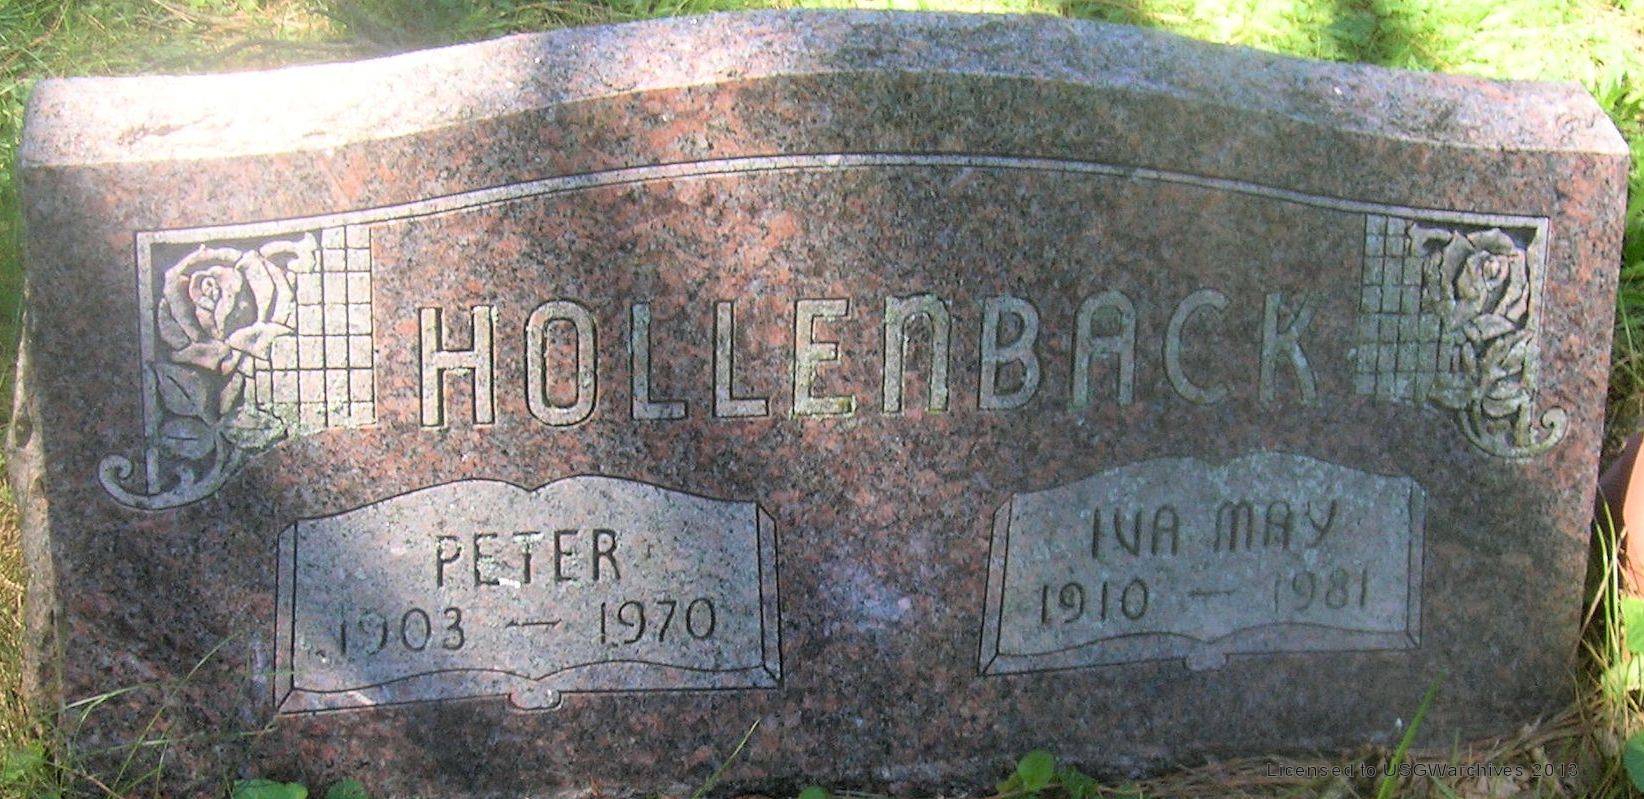 HOLLENBACK
PETER
1903 — 1970
IVA MAY
1910 — 1981
Licensed to USGWarchives 2013